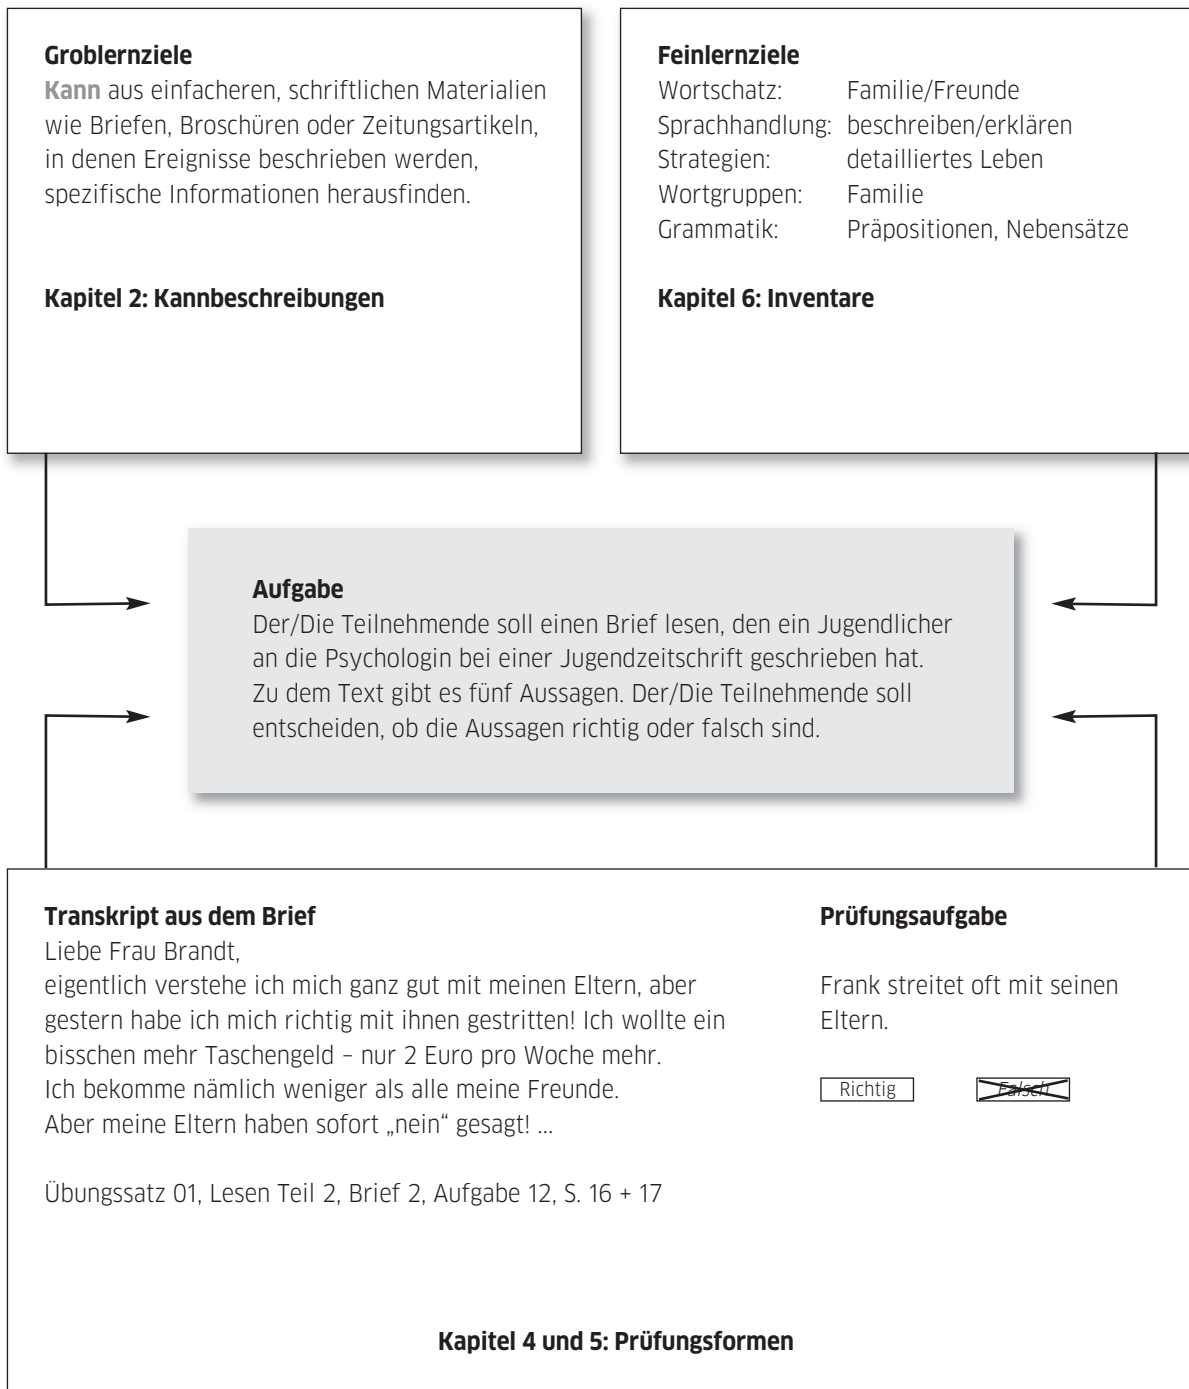 Groblernziele
Kann aus einfacheren, schriftlichen Materialien
wie Briefen, Broschüren oder Zeitungsartikeln,
in denen Ereignisse beschrieben werden,
spezifische Informationen herausfinden.
Kapitel 2: Kannbeschreibungen
Feinlernziele
Wortschatz: Familie/Freunde
Sprachhandlung: beschreiben/erklären
Strategien: detailliertes Leben
Wortgruppen: Familie
Grammatik: Präpositionen, Nebensätze
Kapitel 6: Inventare
Aufgabe
Der/Die Teilnehmende soll einen Brief lesen, den ein Jugendlicher
an die Psychologin bei einer Jugendzeitschrift geschrieben hat.
Zu dem Text gibt es fünf Aussagen. Der/Die Teilnehmende soll
entscheiden, ob die Aussagen richtig oder falsch sind.
Transkript aus dem Brief
Liebe Frau Brandt,
eigentlich verstehe ich mich ganz gut mit meinen Eltern, aber
gestern habe ich mich richtig mit ihnen gestritten! Ich wollte ein
bisschen mehr Taschengeld – nur 2 Euro pro Woche mehr.
Ich bekomme nämlich weniger als alle meine Freunde.
Aber meine Eltern haben sofort „nein“ gesagt! ...
Übungssatz 01, Lesen Teil 2, Brief 2, Aufgabe 12, S. 16 + 17
Prüfungsaufgabe
Frank streitet oft mit seinen
Eltern.
Richtig Falsch
Kapitel 4 und 5: Prüfungsformen